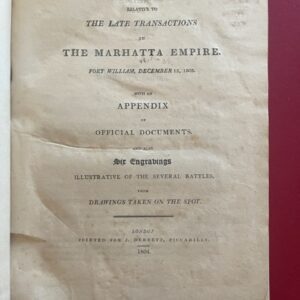 RELATIVE TO
THE LATE TRANSACTIONS
IN
THE MARHATTA EMPIRE.
FORT WILLIAM, DECEMBER 15, 1803.
WITH AN
APPENDIX
OF
OFFICIAL DOCUMENTS.
AND ALSO
Six Engravings
ILLUSTRATIVE OF THE SEVERAL BATTLES,
FROM
DRAWINGS TAKEN ON THE SPOT.
LONDON
PRINTED FOR J. DEBRETT, PICCADILLY.
1804.